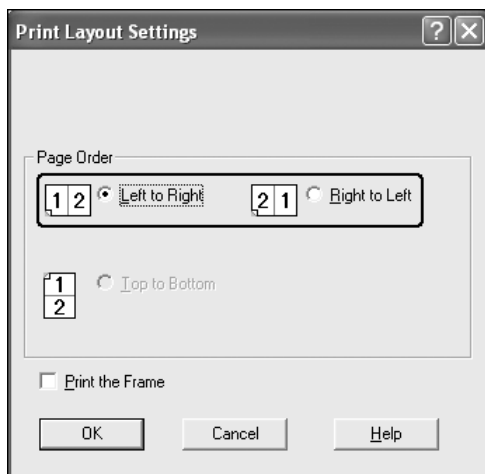 Print Layout Settings
Page Order
1 2 Left to Right 2 1 Right to Left
1
2
Top to Bottom
Print the Frame
OK Cancel Help